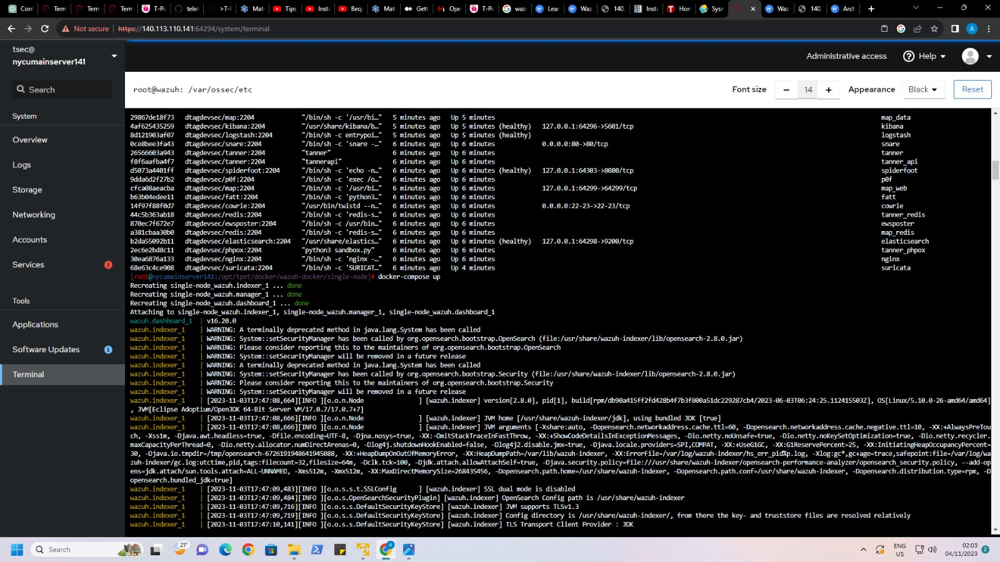 Con
Tern
Tern
Tern
T-Po
telek
>T-F
Mat
Tips
Insta
Beq
Mat
Gett
Ope
T-Po
waz
Lear
Waz
140.
Insta
Hor
Sysn
Waz
140.
Arch
Not secure
https://140.113.110.141:64294/system/terminal
tsec@
nycumainserver141
Administrative access
Help
Search
root@wazuh: /var/ossec/etc
Font size
14
Appearance
Black
Reset
System
Overview
Logs
Storage
Networking
Accounts
Services
Tools
Applications
Software Updates
Terminal
29867de18f73 dtagdevsec/map:2204 "/bin/sh -c '/usr/bi…" 5 minutes ago Up 5 minutes map_data
4af625435259 dtagdevsec/kibana:2204 "/usr/share/kibana/b…" 5 minutes ago Up 5 minutes (healthy) 127.0.0.1:64296->5601/tcp kibana
8d121903af07 dtagdevsec/logstash:2204 "/bin/sh -c entrypoi…" 5 minutes ago Up 5 minutes (healthy) logstash
0ce8bee3fa43 dtagdevsec/snare:2204 "/bin/sh -c 'snare -…" 6 minutes ago Up 6 minutes 0.0.0.0:80->80/tcp snare
26566603a943 dtagdevsec/tanner:2204 "tanner" 6 minutes ago Up 6 minutes tanner
f8f6aafba4f7 dtagdevsec/tanner:2204 "tannerapi" 6 minutes ago Up 6 minutes tanner_api
d5073a4401ff dtagdevsec/spiderfoot:2204 "/bin/sh -c 'echo -n…" 6 minutes ago Up 6 minutes (healthy) 127.0.0.1:64303->8080/tcp spiderfoot
9dda6d2f27b2 dtagdevsec/p0f:2204 "/bin/sh -c 'exec /o…" 6 minutes ago Up 6 minutes p0f
cfca08aeacba dtagdevsec/map:2204 "/bin/sh -c '/usr/bi…" 6 minutes ago Up 6 minutes 127.0.0.1:64299->64299/tcp map_web
b63b04edee11 dtagdevsec/fatt:2204 "/bin/sh -c 'python3…" 6 minutes ago Up 6 minutes fatt
14f97f88f0d7 dtagdevsec/cowrie:2204 "/usr/bin/twistd --n…" 6 minutes ago Up 6 minutes 0.0.0.0:22-23->22-23/tcp cowrie
44c5b363ab18 dtagdevsec/redis:2204 "/bin/sh -c 'redis-s…" 6 minutes ago Up 6 minutes tanner_redis
870ec7f672e7 dtagdevsec/ewsposter:2204 "/bin/sh -c '/usr/bin…" 6 minutes ago Up 6 minutes ewsposter
a381cbaa30b0 dtagdevsec/redis:2204 "/bin/sh -c 'redis-s…" 6 minutes ago Up 6 minutes map_redis
b2da55092b11 dtagdevsec/elasticsearch:2204 "/usr/share/elastics…" 6 minutes ago Up 6 minutes (healthy) 127.0.0.1:64298->9200/tcp elasticsearch
2ec6e2bd8c11 dtagdevsec/phpox:2204 "python3 sandbox.py" 6 minutes ago Up 6 minutes tanner_phpox
30ea6876a133 dtagdevsec/nginx:2204 "/bin/sh -c 'nginx -…" 6 minutes ago Up 6 minutes nginx
68e63c4ce908 dtagdevsec/suricata:2204 "/bin/sh -c 'SURICAT…" 6 minutes ago Up 4 minutes suricata
[root@nycumainserver141:/opt/tpot/docker/wazuh-docker/single-node]# docker-compose up
Recreating single-node_wazuh.indexer_1 ... done
Recreating single-node_wazuh.manager_1 ... done
Recreating single-node_wazuh.dashboard_1 ... done
Attaching to single-node_wazuh.indexer_1, single-node_wazuh.manager_1, single-node_wazuh.dashboard_1
wazuh.dashboard_1 | v16.20.0
wazuh.indexer_1 | WARNING: A terminally deprecated method in java.lang.System has been called
wazuh.indexer_1 | WARNING: System::setSecurityManager has been called by org.opensearch.bootstrap.OpenSearch (file:/usr/share/wazuh-indexer/lib/opensearch-2.8.0.jar)
wazuh.indexer_1 | WARNING: Please consider reporting this to the maintainers of org.opensearch.bootstrap.OpenSearch
wazuh.indexer_1 | WARNING: System::setSecurityManager will be removed in a future release
wazuh.indexer_1 | WARNING: A terminally deprecated method in java.lang.System has been called
wazuh.indexer_1 | WARNING: System::setSecurityManager has been called by org.opensearch.bootstrap.Security (file:/usr/share/wazuh-indexer/lib/opensearch-2.8.0.jar)
wazuh.indexer_1 | WARNING: Please consider reporting this to the maintainers of org.opensearch.bootstrap.Security
wazuh.indexer_1 | WARNING: System::setSecurityManager will be removed in a future release
wazuh.indexer_1 | [2023-11-03T17:47:08,664][INFO ][o.o.n.Node ] [wazuh.indexer] version[2.8.0], pid[1], build[rpm/db90a415ff2fd428b4f7b3f800a51dc229287cb4/2023-06-03T06:24:25.112415503Z], OS[Linux/5.10.0-26-amd64/amd64]
, JVM[Eclipse Adoptium/OpenJDK 64-Bit Server VM/17.0.7/17.0.7+7]
wazuh.indexer_1 | [2023-11-03T17:47:08,666][INFO ][o.o.n.Node ] [wazuh.indexer] JVM home [/usr/share/wazuh-indexer/jdk], using bundled JDK [true]
wazuh.indexer_1 | [2023-11-03T17:47:08,666][INFO ][o.o.n.Node ] [wazuh.indexer] JVM arguments [-Xshare:auto, -Dopensearch.networkaddress.cache.ttl=60, -Dopensearch.networkaddress.cache.negative.ttl=10, -XX:+AlwaysPreTou
ch, -Xss1m, -Djava.awt.headless=true, -Dfile.encoding=UTF-8, -Djna.nosys=true, -XX:-OmitStackTraceInFastThrow, -XX:+ShowCodeDetailsInExceptionMessages, -Dio.netty.noUnsafe=true, -Dio.netty.noKeySetOptimization=true, -Dio.netty.recycler.
maxCapacityPerThread=0, -Dio.netty.allocator.numDirectArenas=0, -Dlog4j.shutdownHookEnabled=false, -Dlog4j2.disable.jmx=true, -Djava.locale.providers=SPI,COMPAT, -XX:+UseG1GC, -XX:G1ReservePercent=25, -XX:InitiatingHeapOccupancyPercent=
30, -Djava.io.tmpdir=/tmp/opensearch-6726191948641945088, -XX:+HeapDumpOnOutOfMemoryError, -XX:HeapDumpPath=/var/lib/wazuh-indexer, -XX:ErrorFile=/var/log/wazuh-indexer/hs_err_pid%p.log, -Xlog:gc*,gc+age=trace,safepoint:file=/var/log/wa
zuh-indexer/gc.log:utctime,pid,tags:filecount=32,filesize=64m, -Dclk.tck=100, -Djdk.attach.allowAttachSelf=true, -Djava.security.policy=file:///usr/share/wazuh-indexer/opensearch-performance-analyzer/opensearch_security.policy, --add-op
ens=jdk.attach/sun.tools.attach=ALL-UNNAMED, -Xms512m, -Xmx512m, -XX:MaxDirectMemorySize=268435456, -Dopensearch.path.home=/usr/share/wazuh-indexer, -Dopensearch.path.conf=/usr/share/wazuh-indexer, -Dopensearch.distribution.type=rpm, -D
opensearch.bundled_jdk=true]
wazuh.indexer_1 | [2023-11-03T17:47:09,483][INFO ][o.o.s.s.t.SSLConfig ] [wazuh.indexer] SSL dual mode is disabled
wazuh.indexer_1 | [2023-11-03T17:47:09,484][INFO ][o.o.s.OpenSearchSecurityPlugin] [wazuh.indexer] OpenSearch Config path is /usr/share/wazuh-indexer
wazuh.indexer_1 | [2023-11-03T17:47:09,716][INFO ][o.o.s.s.DefaultSecurityKeyStore] [wazuh.indexer] JVM supports TLSv1.3
wazuh.indexer_1 | [2023-11-03T17:47:09,719][INFO ][o.o.s.s.DefaultSecurityKeyStore] [wazuh.indexer] Config directory is /usr/share/wazuh-indexer/, from there the key- and truststore files are resolved relatively
wazuh.indexer_1 | [2023-11-03T17:47:10,141][INFO ][o.o.s.s.DefaultSecurityKeyStore] [wazuh.indexer] TLS Transport Client Provider : JDK
Search
21°
ENG
US
02:03
04/11/2023
2